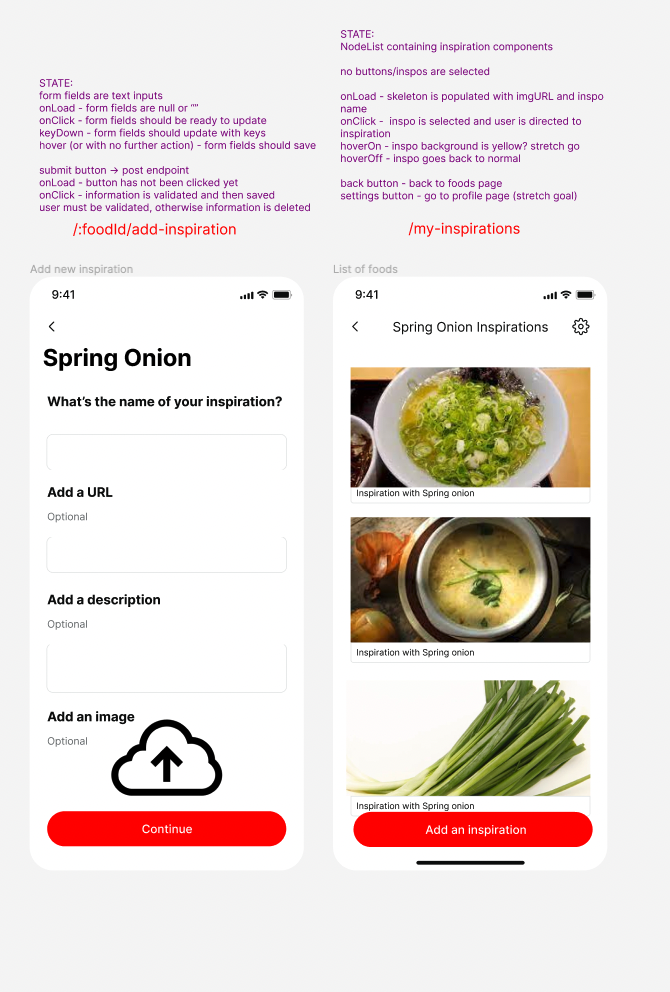 STATE:
form fields are text inputs
onLoad - form fields are null or “”
onClick - form fields should be ready to update
keyDown - form fields should update with keys
hover (or with no further action) - form fields should save
submit button -> post endpoint
onLoad - button has not been clicked yet
onClick - information is validated and then saved
user must be validated, otherwise information is deleted
/:foodId/add-inspiration
Add new inspiration
9:41
Spring Onion
What’s the name of your inspiration?
Add a URL
Optional
Add a description
Optional
Add an image
Optional
Continue
STATE:
NodeList containing inspiration components
no buttons/inspos are selected
onLoad - skeleton is populated with imgURL and inspo
name
onClick -  inspo is selected and user is directed to
inspiration
hoverOn - inspo background is yellow? stretch go
hoverOff - inspo goes back to normal
back button - back to foods page
settings button - go to profile page (stretch goal)
/my-inspirations
List of foods
9:41
Spring Onion Inspirations
Inspiration with Spring onion
Inspiration with Spring onion
Inspiration with Spring onion
Add an inspiration